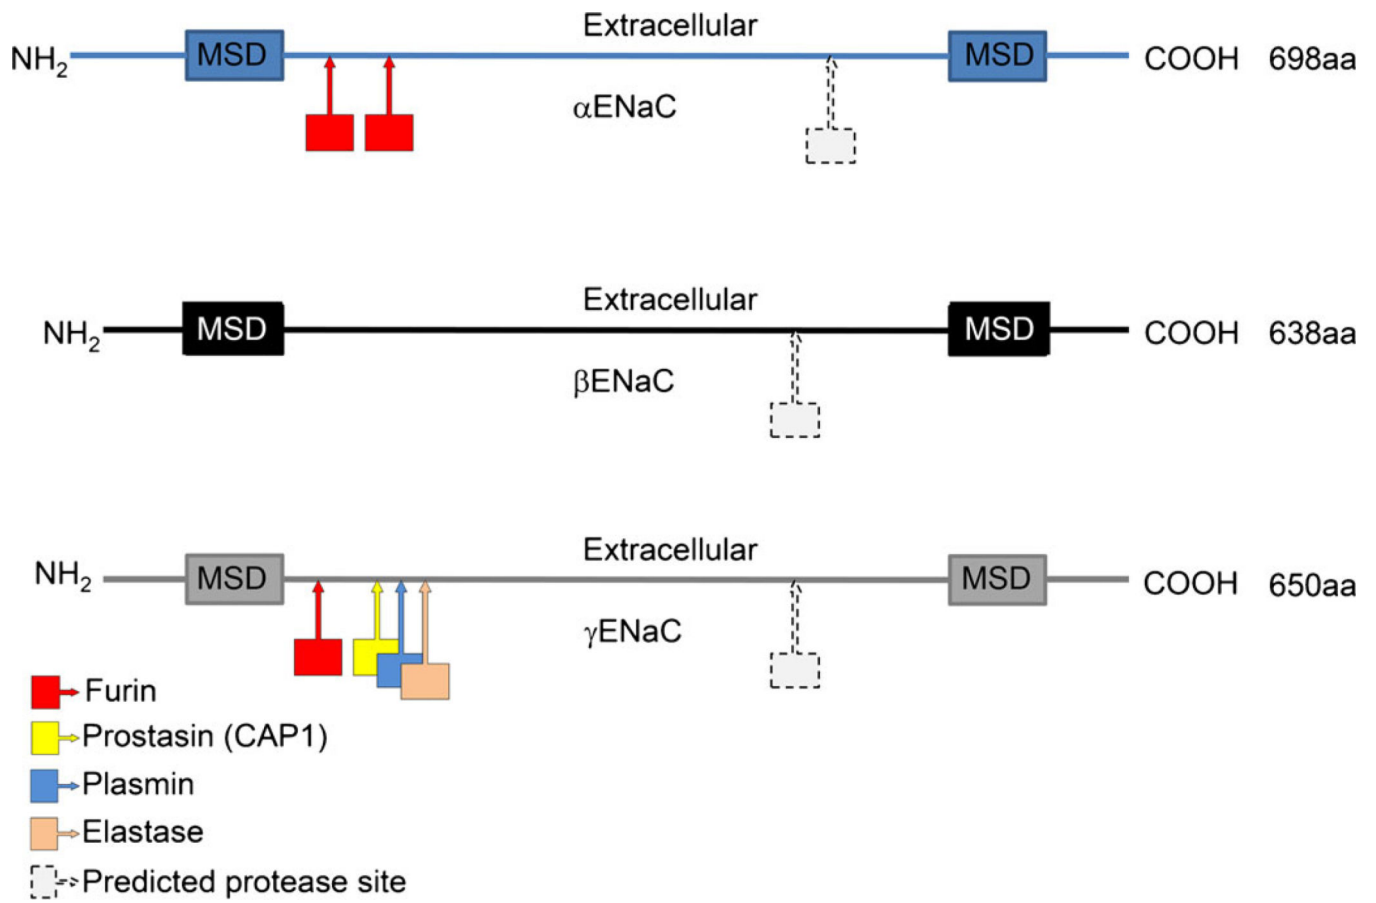 Extracellular
NH2 MSD MSD COOH 698aa
αENaC
Extracellular
NH2 MSD MSD COOH 638aa
βENaC
Extracellular
NH2 MSD MSD COOH 650aa
γENaC
Furin
Prostasin (CAP1)
Plasmin
Elastase
Predicted protease site